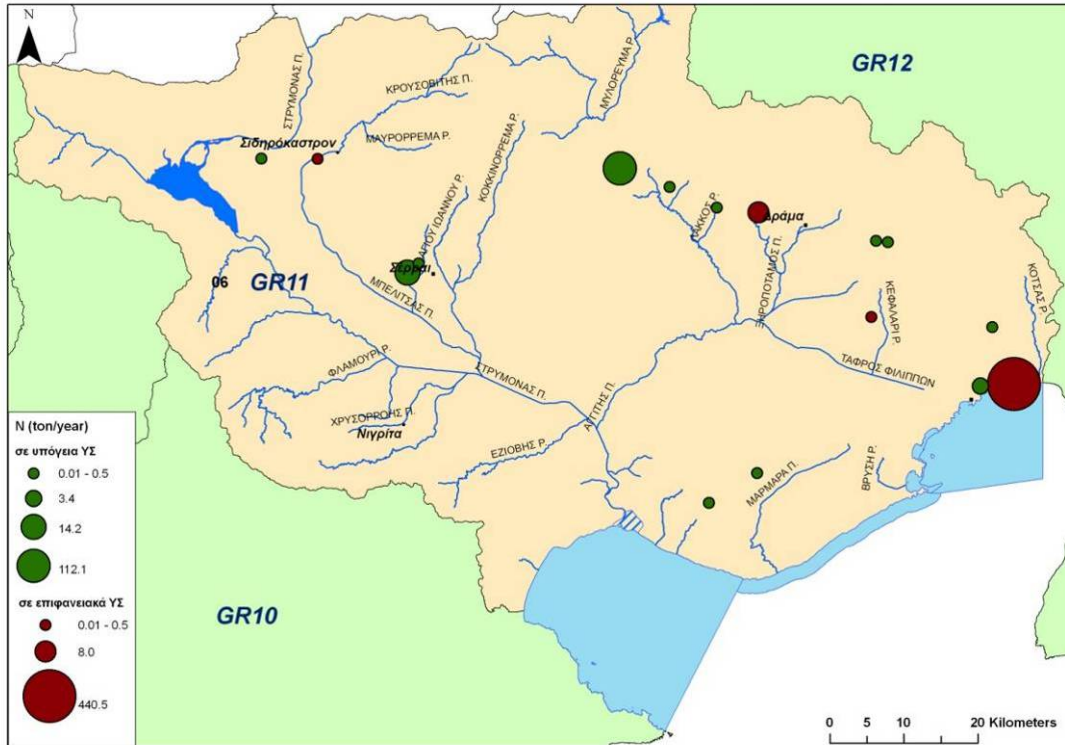 N
GR12
GR11
GR10
06
ΣΤΡΥΜΟΝΑΣ Π.
ΚΡΟΥΣΟΒΙΤΗΣ Π.
ΜΑΥΡΟΡΡΕΜΑ Ρ.
ΜΥΛΟΡΕΥΜΑ Ρ.
Σιδηρόκαστρον
ΚΟΚΚΙΝΟΡΡΕΜΑ Ρ.
ΑΓΙΟΥ ΙΩΑΝΝΟΥ Ρ.
Σέρραι
ΜΠΕΛΙΤΣΑΣ Π.
ΛΑΚΚΟΣ Ρ.
Δράμα
ΞΗΡΟΠΟΤΑΜΟΣ Π.
ΚΕΦΑΛΑΡΙ Ρ.
ΚΟΤΣΑΣ Ρ.
ΤΑΦΡΟΣ ΦΙΛΙΠΠΩΝ
ΦΛΑΜΟΥΡΙ Ρ.
ΣΤΡΥΜΟΝΑΣ Π.
ΑΓΓΙΤΗΣ Π.
ΧΡΥΣΟΡΡΟΗΣ Π.
Νιγρίτα
ΕΖΙΟΒΗΣ Ρ.
ΜΑΡΜΑΡΑ Π.
ΒΡΥΣΗ Ρ.
N (ton/year)
σε υπόγεια ΥΣ
0.01 - 0.5
3.4
14.2
112.1
σε επιφανειακά ΥΣ
0.01 - 0.5
8.0
440.5
0 5 10 20 Kilometers